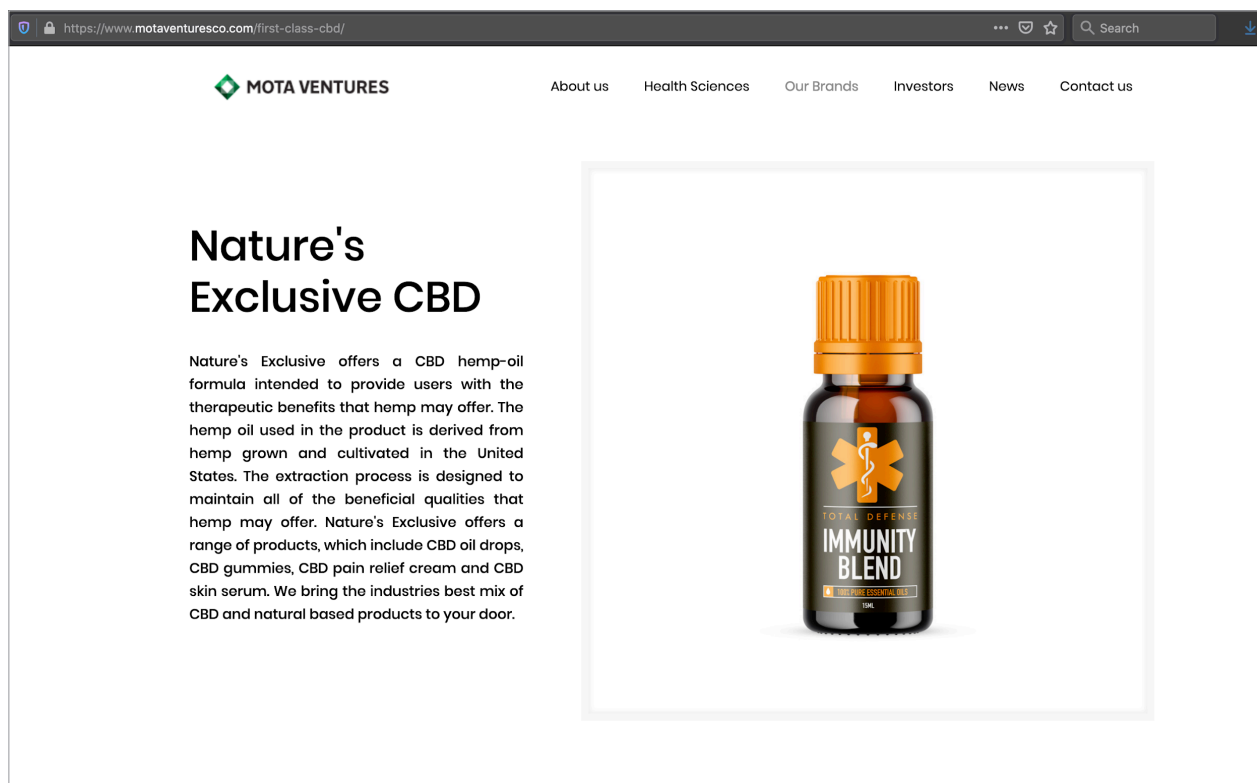 https://www.motaventuresco.com/first-class-cbd/
Search
MOTA VENTURES
About us
Health Sciences
Our Brands
Investors
News
Contact us
Nature's
Exclusive CBD
Nature's Exclusive offers a CBD hemp-oil
formula intended to provide users with the
therapeutic benefits that hemp may offer. The
hemp oil used in the product is derived from
hemp grown and cultivated in the United
States. The extraction process is designed to
maintain all of the beneficial qualities that
hemp may offer. Nature's Exclusive offers a
range of products, which include CBD oil drops,
CBD gummies, CBD pain relief cream and CBD
skin serum. We bring the industries best mix of
CBD and natural based products to your door.
TOTAL DEFENSE
IMMUNITY
BLEND
100% PURE ESSENTIAL OILS
15ML